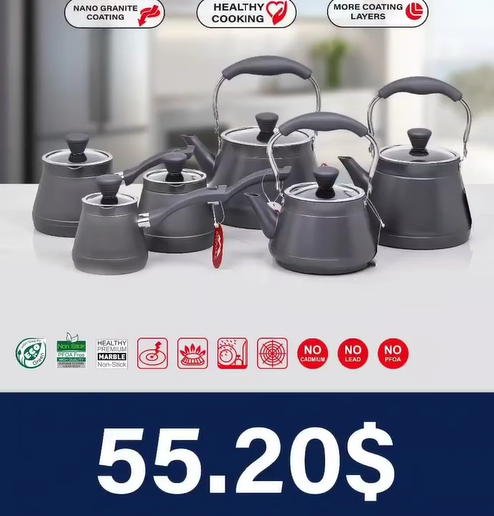 NANO GRANITE
COATING
HEALTHY
COOKING
MORE COATING
LAYERS
Green
Non Stick
PFOA Free
HEALTHY
PREMIUM
MARBLE
Non-Stick
NO
CADMIUM
NO
LEAD
NO
PFOA
55.20$